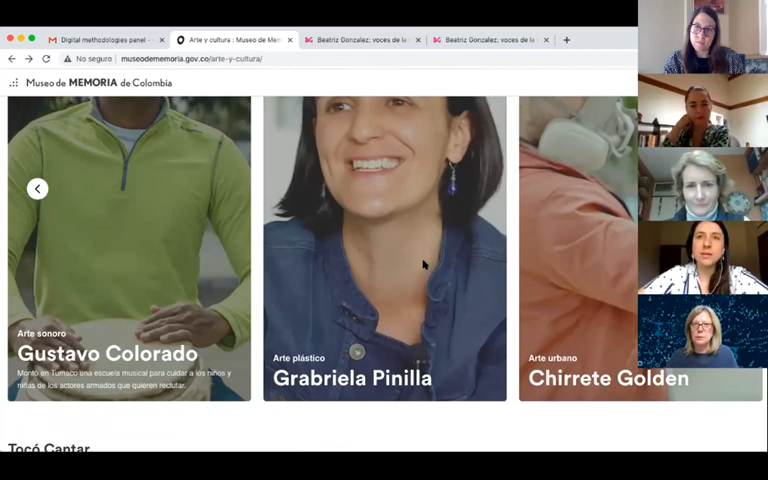 Digital methodologies panel -
Arte y cultura : Museo de Mem
Beatriz Gonzalez: voces de la
Beatriz Gonzalez: voces de la
No seguro
museodememoria.gov.co/arte-y-cultura/
Museo de MEMORIA de Colombia
Arte sonoro
Gustavo Colorado
Montó en Tumaco una escuela musical para cuidar a los niños y
niñas de los actores armados que quieren reclutar.
Arte plástico
Grabriela Pinilla
Arte urbano
Chirrete Golden
Tocó Cantar